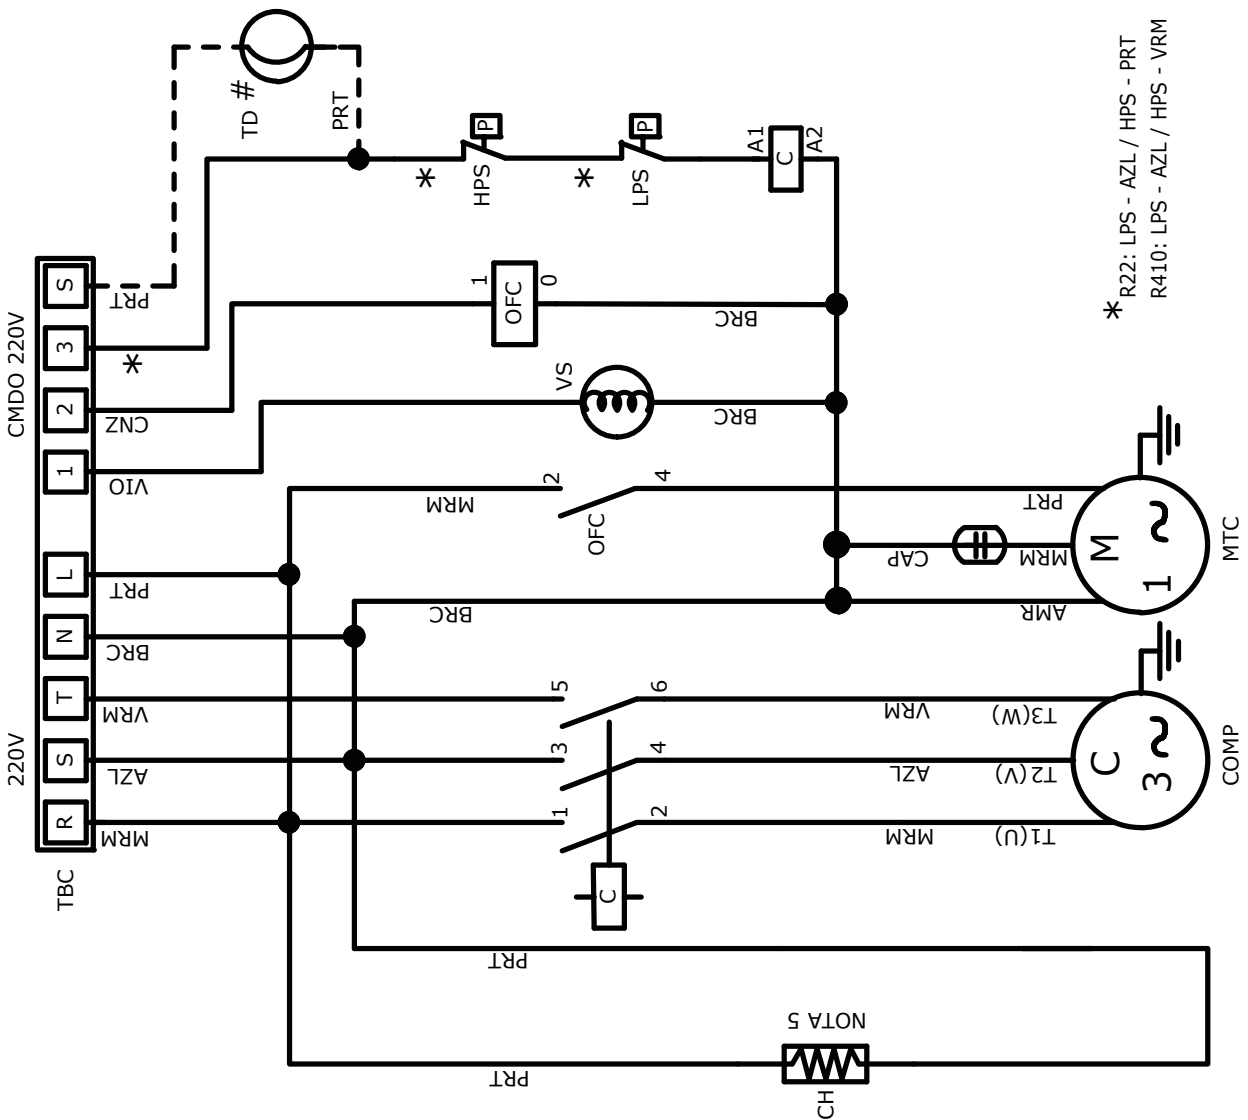 CMDO 220V
220V
TBC
R
S
T
N
L
1
2
3
S
MRM
AZL
VRM
BRC
PRT
VIO
CNZ
*
PRT
TD #
PRT
*
HPS
P
*
LPS
P
A1
C
A2
1
OFC
0
BRC
VS
BRC
MRM
2
OFC
4
PRT
CAP
MRM
BRC
AMR
M
1 ~
MTC
5
6
VRM
T3(W)
3
4
AZL
T2(V)
1
2
MRM
T1(U)
C
C
3 ~
COMP
PRT
PRT
NOTA 5
CH
* R22: LPS - AZL / HPS - PRT
R410: LPS - AZL / HPS - VRM